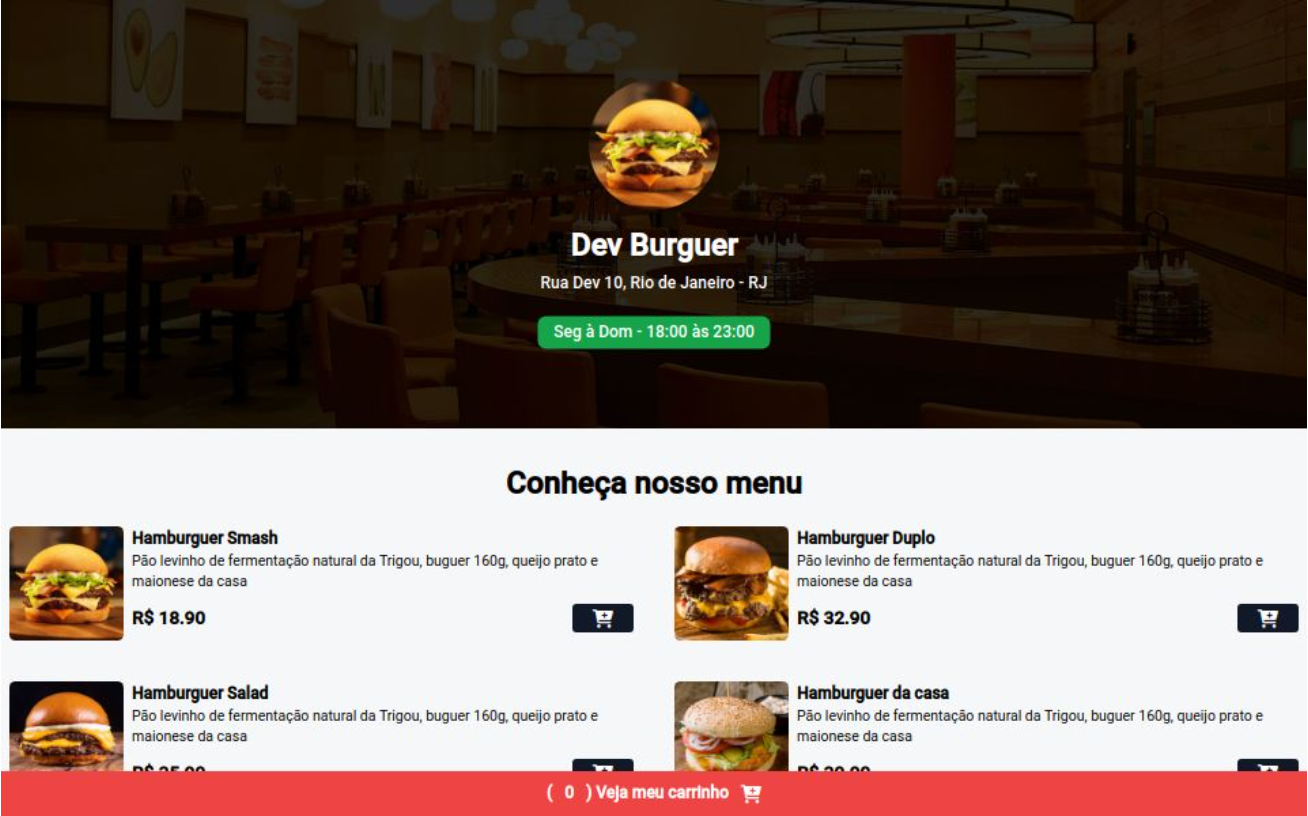 Dev Burguer
Rua Dev 10, Rio de Janeiro - RJ
Seg à Dom - 18:00 às 23:00
Conheça nosso menu
Hamburguer Smash
Pão levinho de fermentação natural da Trigou, buguer 160g, queijo prato e
maionese da casa
R$ 18.90
Hamburguer Duplo
Pão levinho de fermentação natural da Trigou, buguer 160g, queijo prato e
maionese da casa
R$ 32.90
Hamburguer Salad
Pão levinho de fermentação natural da Trigou, buguer 160g, queijo prato e
maionese da casa
Hamburguer da casa
Pão levinho de fermentação natural da Trigou, buguer 160g, queijo prato e
maionese da casa
( 0 ) Veja meu carrinho